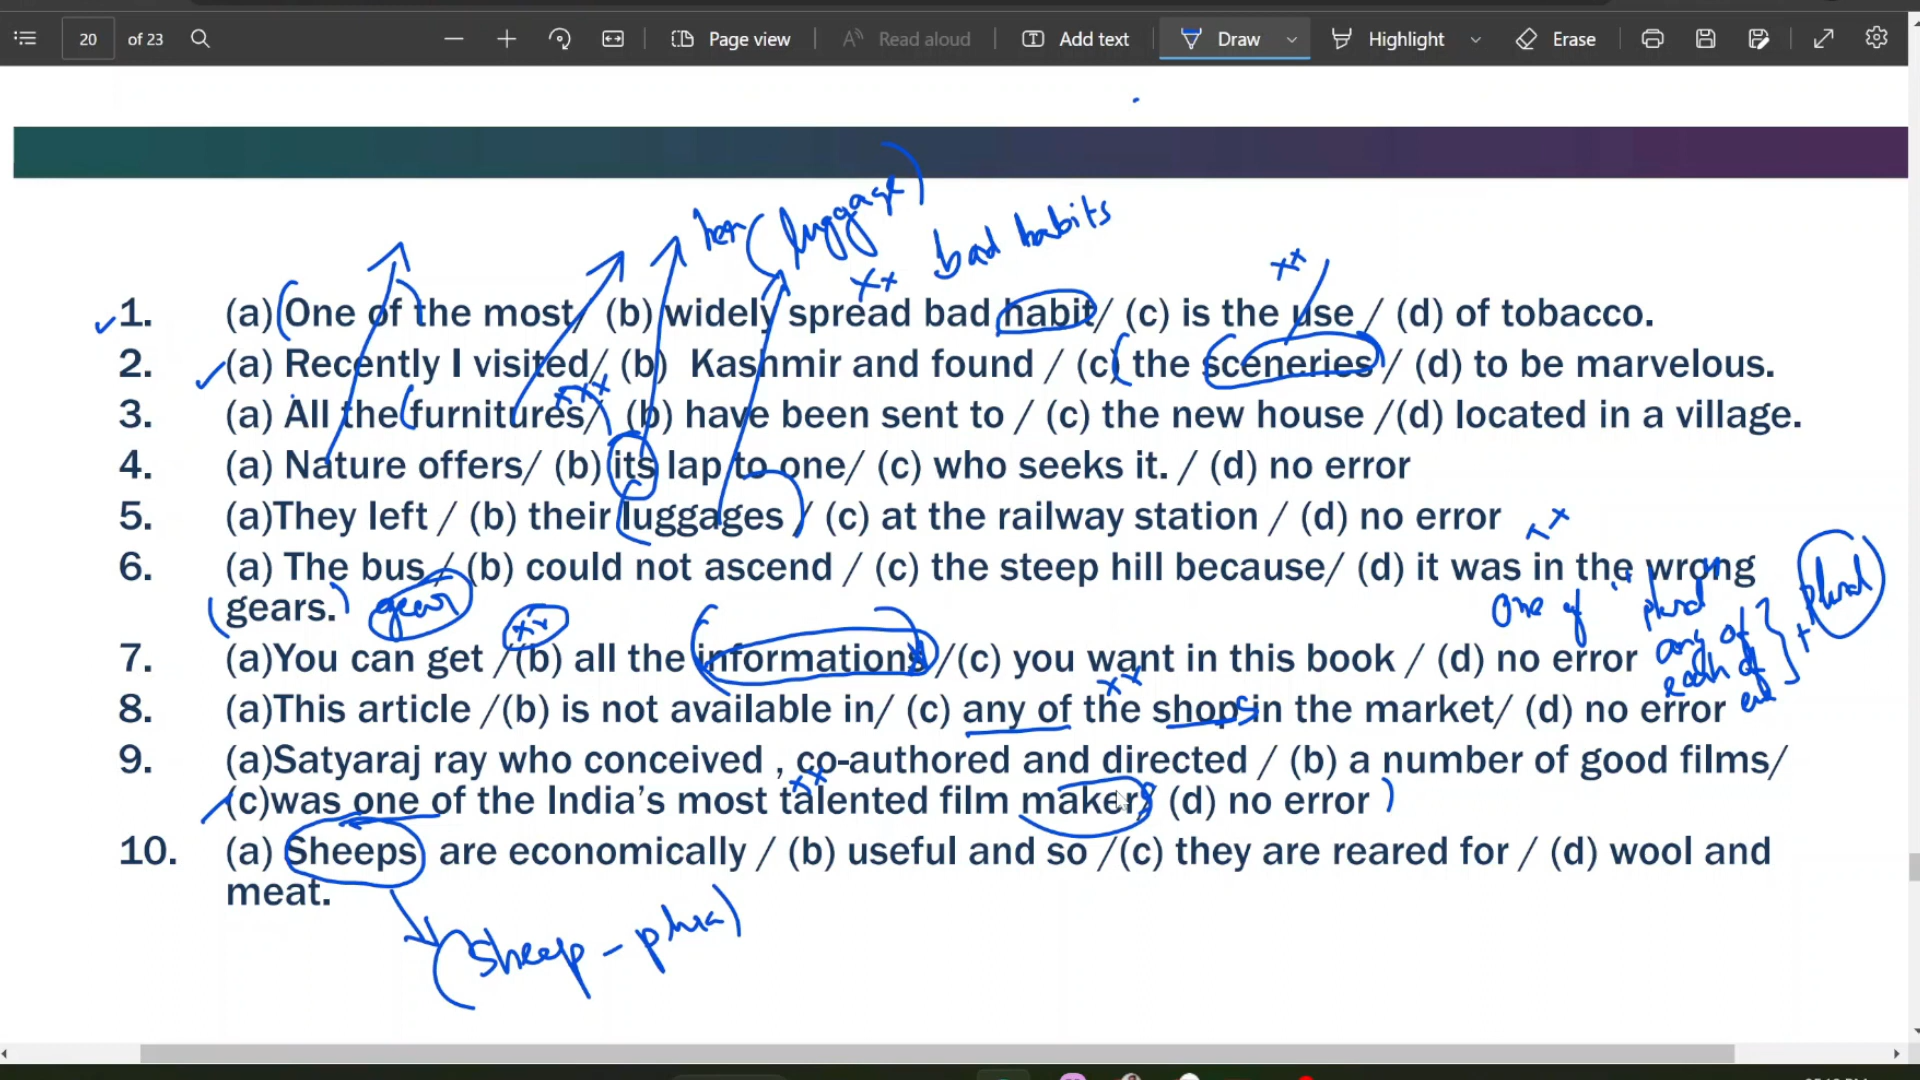 20 of 23 Page view Read aloud Add text Draw Highlight Erase
her (luggage)
bad habits
1. (a) One of the most/ (b) widely spread bad habit/ (c) is the use / (d) of tobacco.
2. (a) Recently I visited/ (b) Kashmir and found / (c) the sceneries / (d) to be marvelous.
3. (a) All the furnitures/ (b) have been sent to / (c) the new house /(d) located in a village.
4. (a) Nature offers/ (b) its lap to one/ (c) who seeks it. / (d) no error
5. (a)They left / (b) their luggages / (c) at the railway station / (d) no error
6. (a) The bus / (b) could not ascend / (c) the steep hill because/ (d) it was in the wrong
gears.) gear
One of "plural"
any of
each of
+ plural
7. (a)You can get /(b) all the informations /(c) you want in this book / (d) no error
8. (a)This article /(b) is not available in/ (c) any of the shops in the market/ (d) no error
9. (a)Satyaraj ray who conceived , co-authored and directed / (b) a number of good films/
(c)was one of the India's most talented film makers (d) no error )
10. (a) Sheeps are economically / (b) useful and so /(c) they are reared for / (d) wool and
meat.
(sheep -